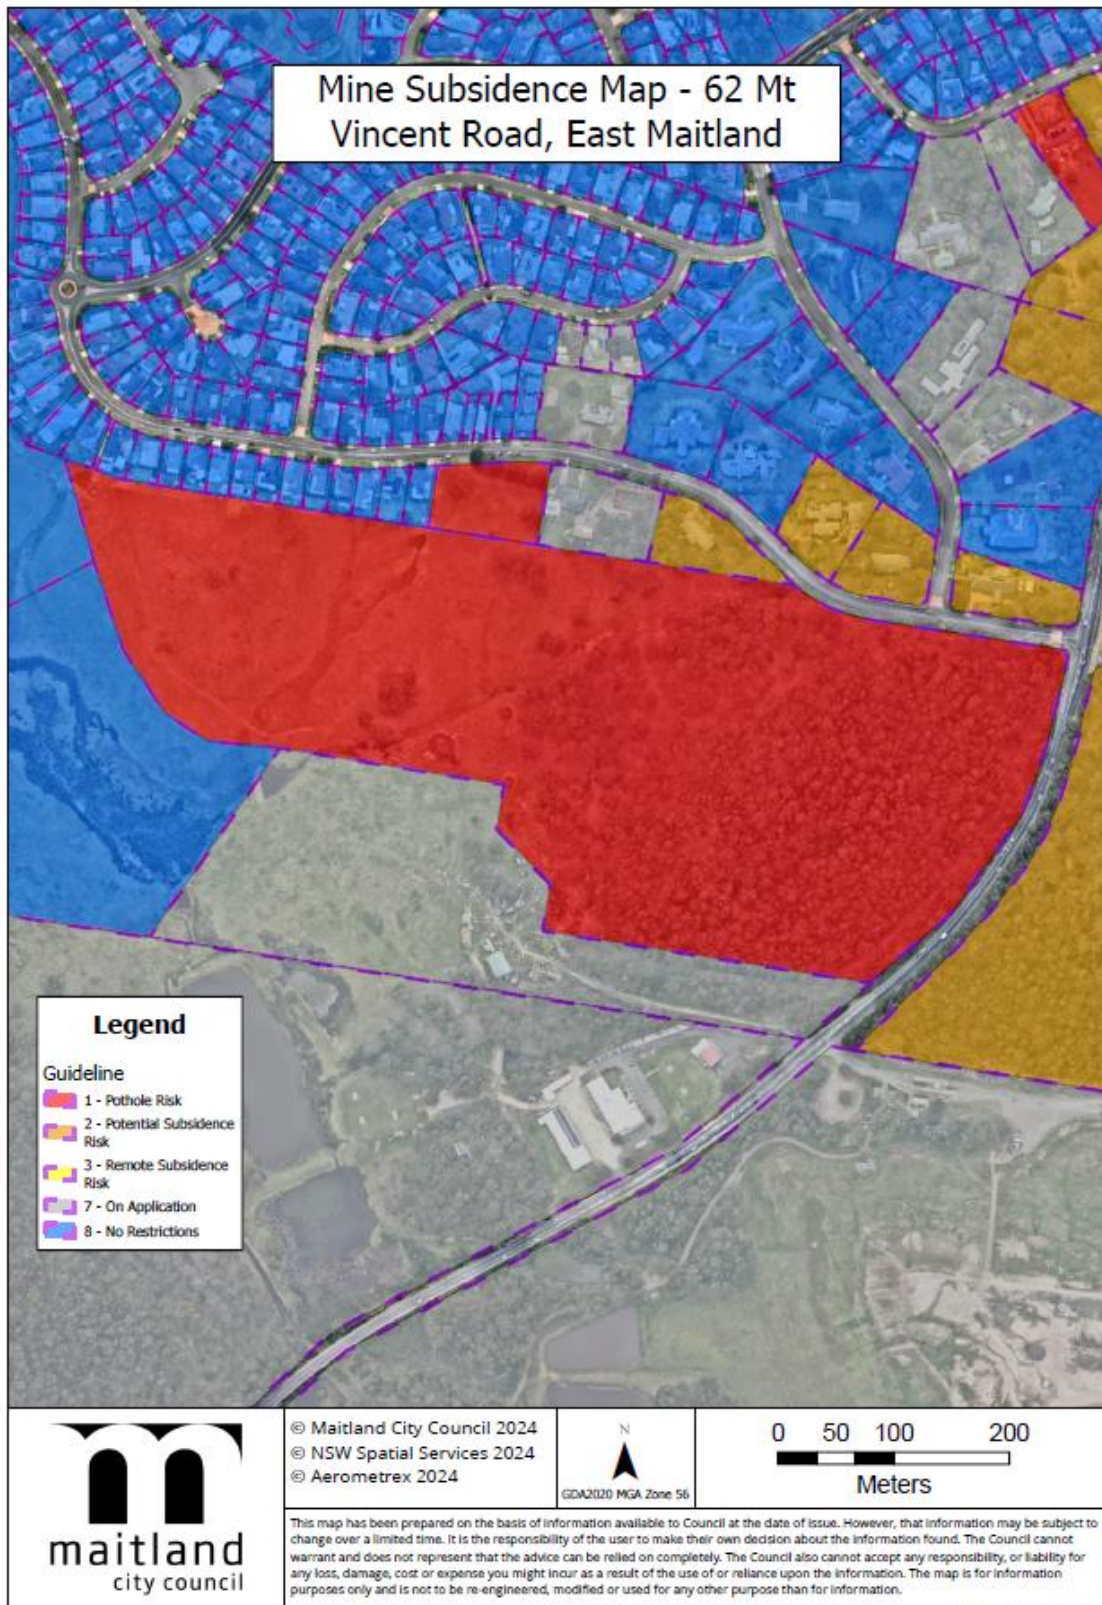 Mine Subsidence Map - 62 Mt
Vincent Road, East Maitland
Legend
Guideline
1 - Pothole Risk
2 - Potential Subsidence
Risk
3 - Remote Subsidence
Risk
7 - On Application
8 - No Restrictions
maitland
city council
© Maitland City Council 2024
© NSW Spatial Services 2024
© Aerometrex 2024
N
GDA2020 MGA Zone 56
0 50 100 200
Meters
This map has been prepared on the basis of information available to Council at the date of issue. However, that information may be subject to
change over a limited time. It is the responsibility of the user to make their own decision about the information found. The Council cannot
warrant and does not represent that the advice can be relied on completely. The Council also cannot accept any responsibility, or liability for
any loss, damage, cost or expense you might incur as a result of the use of or reliance upon the information. The map is for information
purposes only and is not to be re-engineered, modified or used for any other purpose than for information.